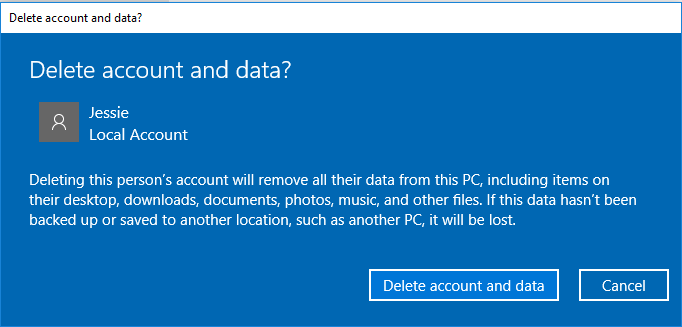 Delete account and data?
Delete account and data?
Jessie
Local Account
Deleting this person's account will remove all their data from this PC, including items on
their desktop, downloads, documents, photos, music, and other files. If this data hasn't been
backed up or saved to another location, such as another PC, it will be lost.
Delete account and data
Cancel